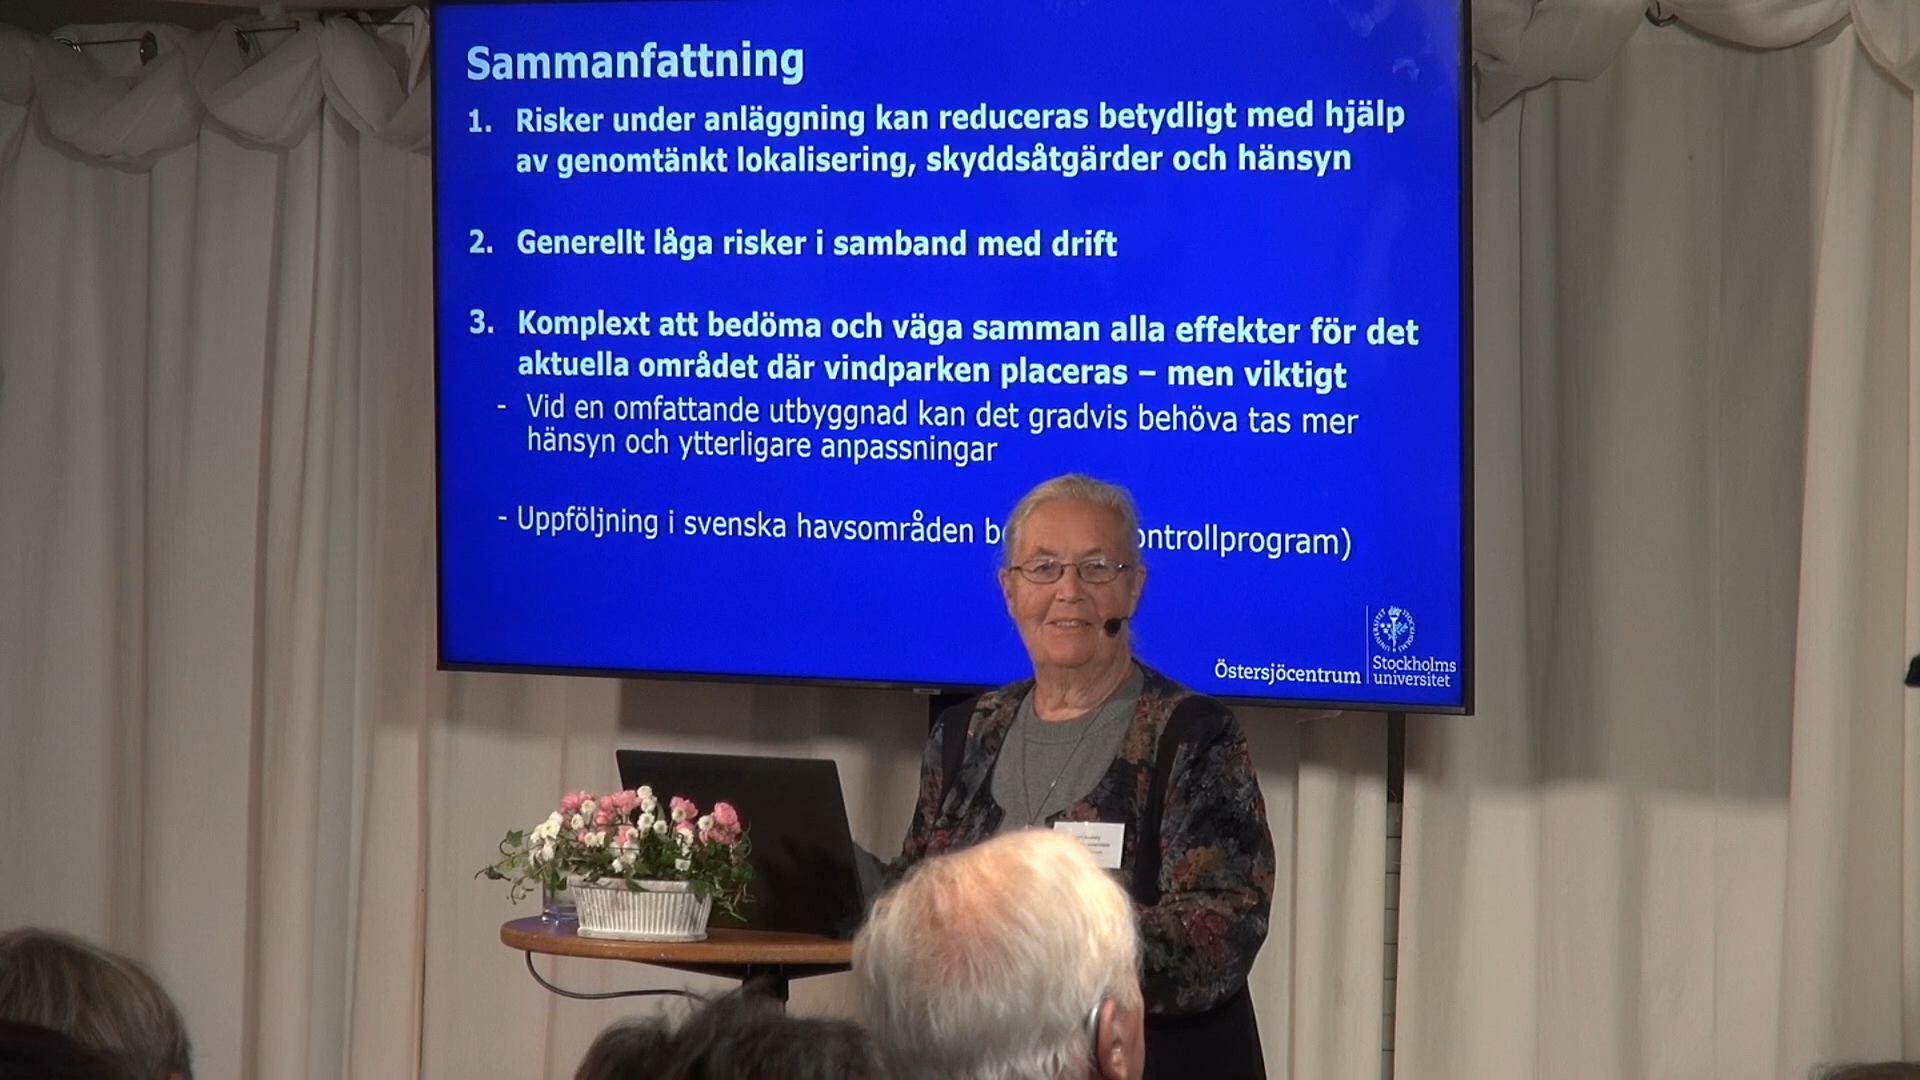 Sammanfattning
1. Risker under anläggning kan reduceras betydligt med hjälp
av genomtänkt lokalisering, skyddsåtgärder och hänsyn
2. Generellt låga risker i samband med drift
3. Komplext att bedöma och väga samman alla effekter för det
aktuella området där vindparken placeras – men viktigt
- Vid en omfattande utbyggnad kan det gradvis behöva tas mer
hänsyn och ytterligare anpassningar
- Uppföljning i svenska havsområden
Östersjöcentrum
Stockholms
universitet